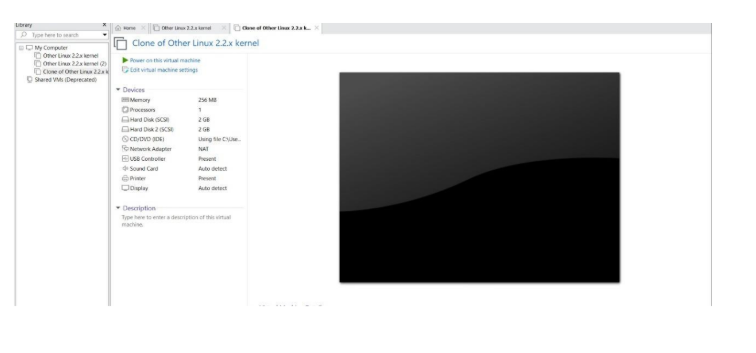 Library
Type here to search
My Computer
Other Linux 2.2.x kernel
Other Linux 2.2.x kernel (2)
Clone of Other Linux 2.2.x k
Shared VMs (Deprecated)
Home
Other Linux 2.2.x kernel
Clone of Other Linux 2.2.x k...
Clone of Other Linux 2.2.x kernel
Power on this virtual machine
Edit virtual machine settings
Devices
Memory 256 MB
Processors 1
Hard Disk (SCSI) 2 GB
Hard Disk 2 (SCSI) 2 GB
CD/DVD (IDE) Using file C:\Use...
Network Adapter NAT
USB Controller Present
Sound Card Auto detect
Printer Present
Display Auto detect
Description
Type here to enter a description of this virtual
machine.